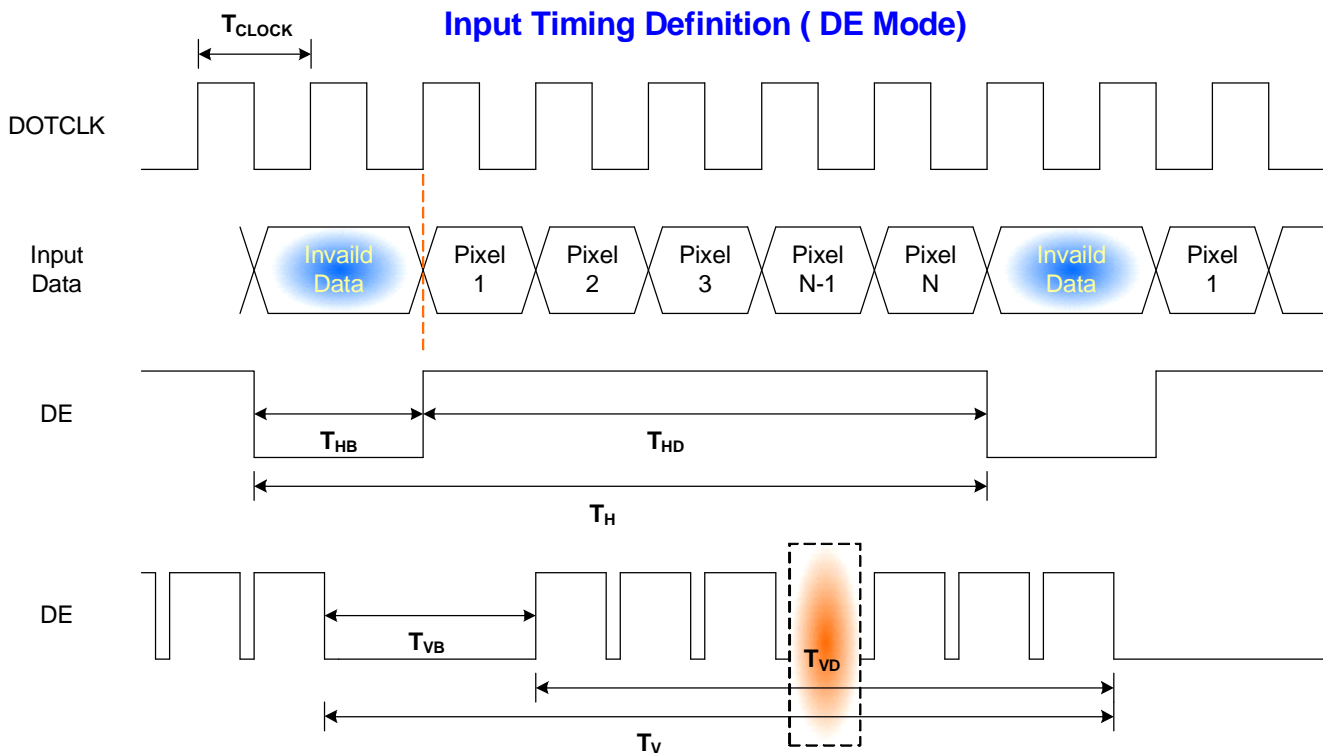 Input Timing Definition ( DE Mode)
TCLOCK
DOTCLK
Input
Data
Invaild
Data
Pixel
1
Pixel
2
Pixel
3
Pixel
N-1
Pixel
N
Invaild
Data
Pixel
1
DE
THB
THD
TH
DE
TVB
TVD
TV